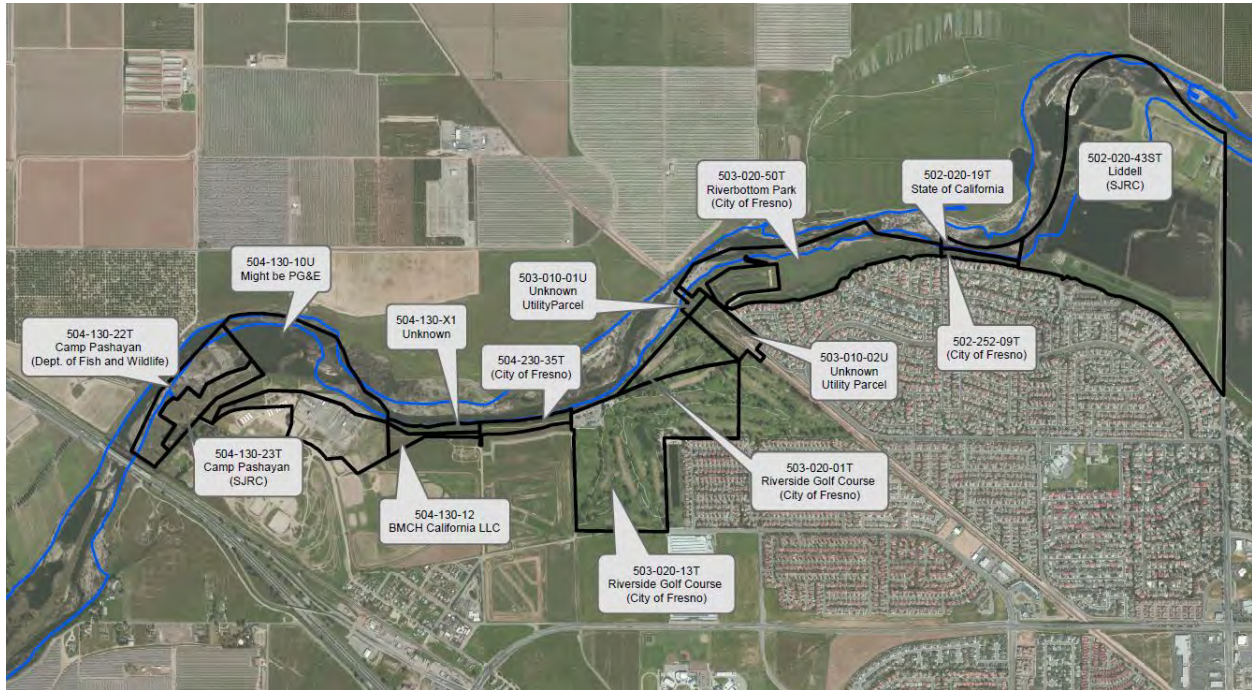 503-020-50T
Riverbottom Park
(City of Fresno)
502-020-19T
State of California
502-020-43ST
Liddell
(SJRC)
504-130-10U
Might be PG&E
503-010-01U
Unknown
UtilityParcel
504-130-X1
Unknown
504-130-22T
Camp Pashayan
(Dept. of Fish and Wildlife)
504-230-35T
(City of Fresno)
503-010-02U
Unknown
Utility Parcel
502-252-09T
(City of Fresno)
504-130-23T
Camp Pashayan
(SJRC)
503-020-01T
Riverside Golf Course
(City of Fresno)
504-130-12
BMCH California LLC
503-020-13T
Riverside Golf Course
(City of Fresno)